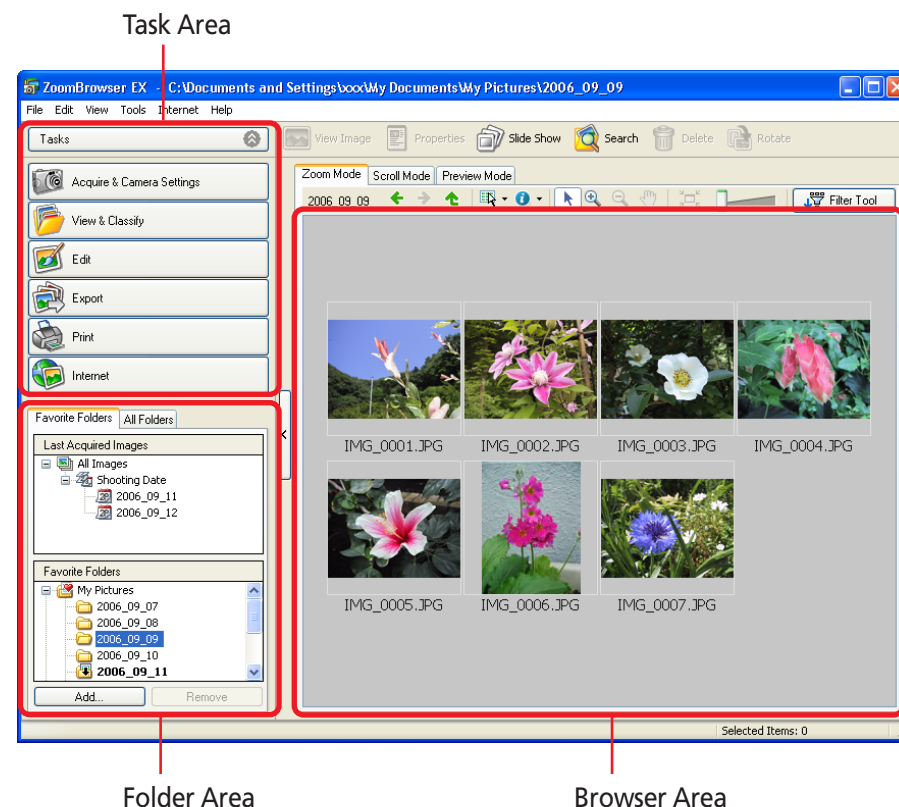 Task Area
ZoomBrowser EX - C:\Documents and Settings\xxx\My Documents\My Pictures\2006_09_09
File Edit View Tools Internet Help
Tasks
View Image Properties Slide Show Search Delete Rotate
Acquire & Camera Settings
View & Classify
Edit
Export
Print
Internet
Zoom Mode Scroll Mode Preview Mode
2006_09_09 Filter Tool
IMG_0001.JPG IMG_0002.JPG IMG_0003.JPG IMG_0004.JPG
IMG_0005.JPG IMG_0006.JPG IMG_0007.JPG
Favorite Folders All Folders
Last Acquired Images
All Images
Shooting Date
2006_09_11
2006_09_12
Favorite Folders
My Pictures
2006_09_07
2006_09_08
2006_09_09
2006_09_10
2006_09_11
Add... Remove
Selected Items: 0
Folder Area Browser Area